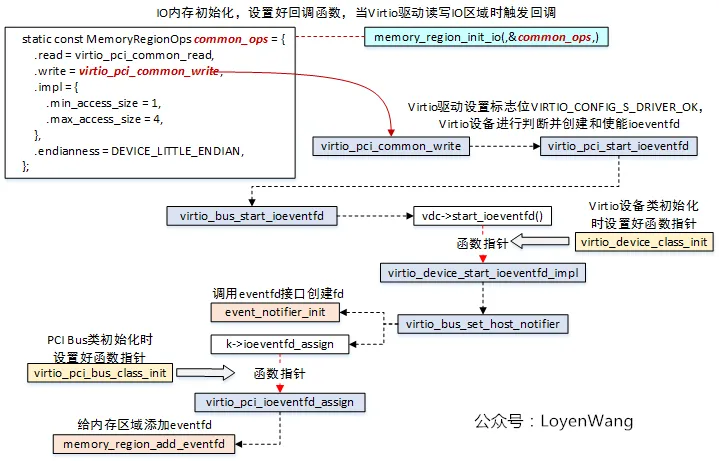 IO内存初始化，设置好回调函数，当Virtio驱动读写IO区域时触发回调
static const MemoryRegionOps common_ops = {
.read = virtio_pci_common_read,
.write = virtio_pci_common_write,
.impl = {
.min_access_size = 1,
.max_access_size = 4,
},
.endianness = DEVICE_LITTLE_ENDIAN,
};
memory_region_init_io(,&common_ops,)
Virtio驱动设置标志位VIRTIO_CONFIG_S_DRIVER_OK，
Virtio设备进行判断并创建和使能ioeventfd
virtio_pci_common_write
virtio_pci_start_ioeventfd
virtio_bus_start_ioeventfd
vdc->start_ioeventfd()
Virtio设备类初始化
时设置好函数指针
virtio_device_class_init
函数指针
virtio_device_start_ioeventfd_impl
调用eventfd接口创建fd
event_notifier_init
virtio_bus_set_host_notifier
k->ioeventfd_assign
PCI Bus类初始化时
设置好函数指针
virtio_pci_bus_class_init
函数指针
virtio_pci_ioeventfd_assign
给内存区域添加eventfd
memory_region_add_eventfd
公众号：LoyenWang